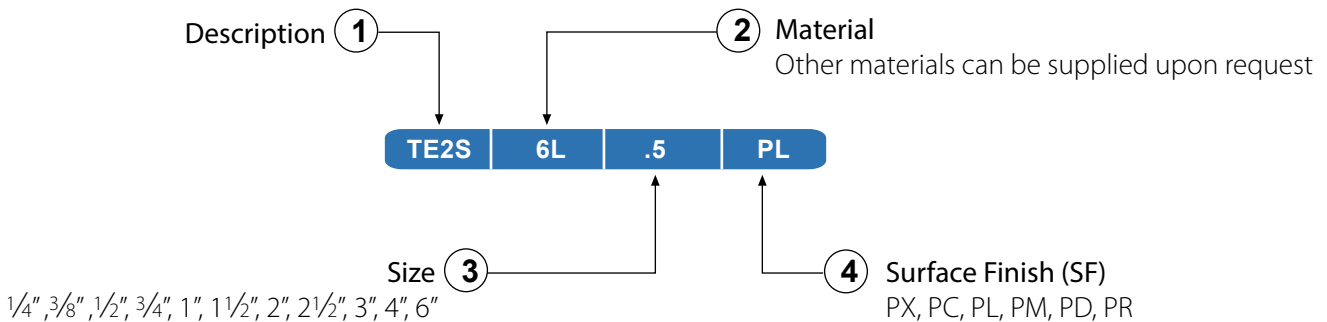 Description 1
2 Material
Other materials can be supplied upon request
TE2S 6L .5 PL
Size 3
¼", ⅜" ,½", ¾", 1", 1½", 2", 2½", 3", 4", 6"
4 Surface Finish (SF)
PX, PC, PL, PM, PD, PR